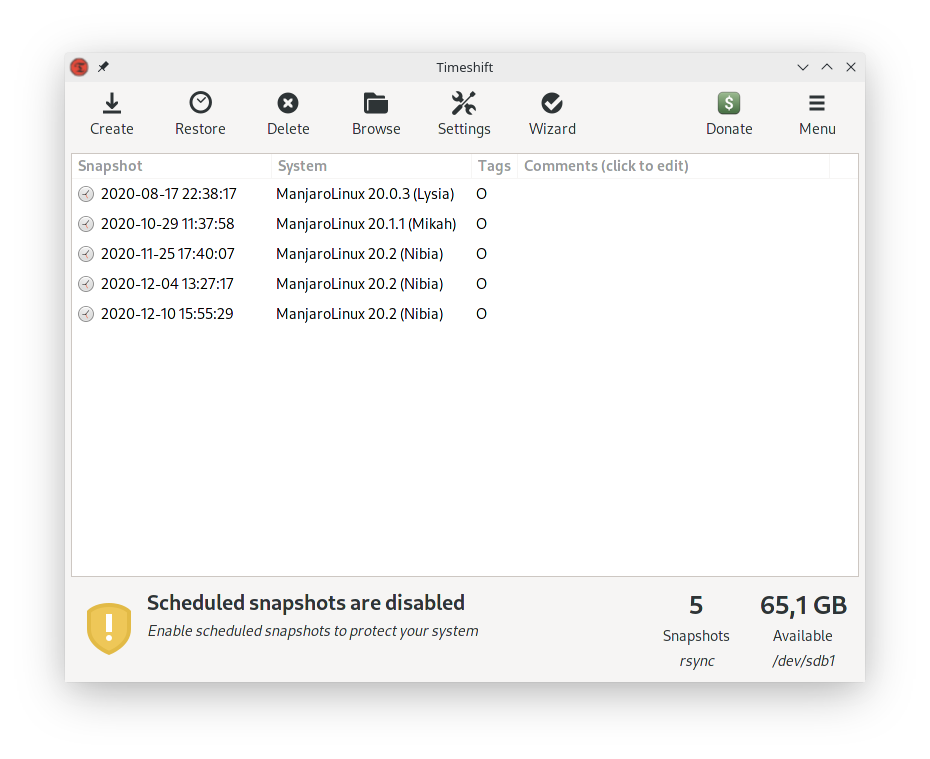 Timeshift
Create Restore Delete Browse Settings Wizard Donate Menu
Snapshot System Tags Comments (click to edit)
2020-08-17 22:38:17 ManjaroLinux 20.0.3 (Lysia) O
2020-10-29 11:37:58 ManjaroLinux 20.1.1 (Mikah) O
2020-11-25 17:40:07 ManjaroLinux 20.2 (Nibia) O
2020-12-04 13:27:17 ManjaroLinux 20.2 (Nibia) O
2020-12-10 15:55:29 ManjaroLinux 20.2 (Nibia) O
Scheduled snapshots are disabled
Enable scheduled snapshots to protect your system
5
Snapshots
rsync
65,1 GB
Available
/dev/sdb1